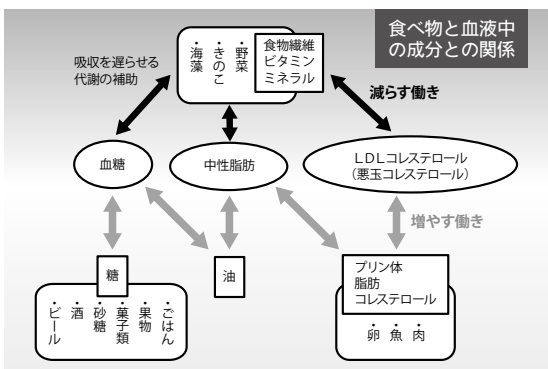 食べ物と血液中
の成分との関係
吸収を遅らせる
代謝の補助
・野菜
・きのこ
・海藻
食物繊維
ビタミン
ミネラル
減らす働き
血糖
中性脂肪
ＬＤＬコレステロール
（悪玉コレステロール）
増やす働き
糖
・ごはん
・果物
・菓子類
・砂糖
・酒
・ビール
油
プリン体
脂肪
コレステロール
・肉
・魚
・卵